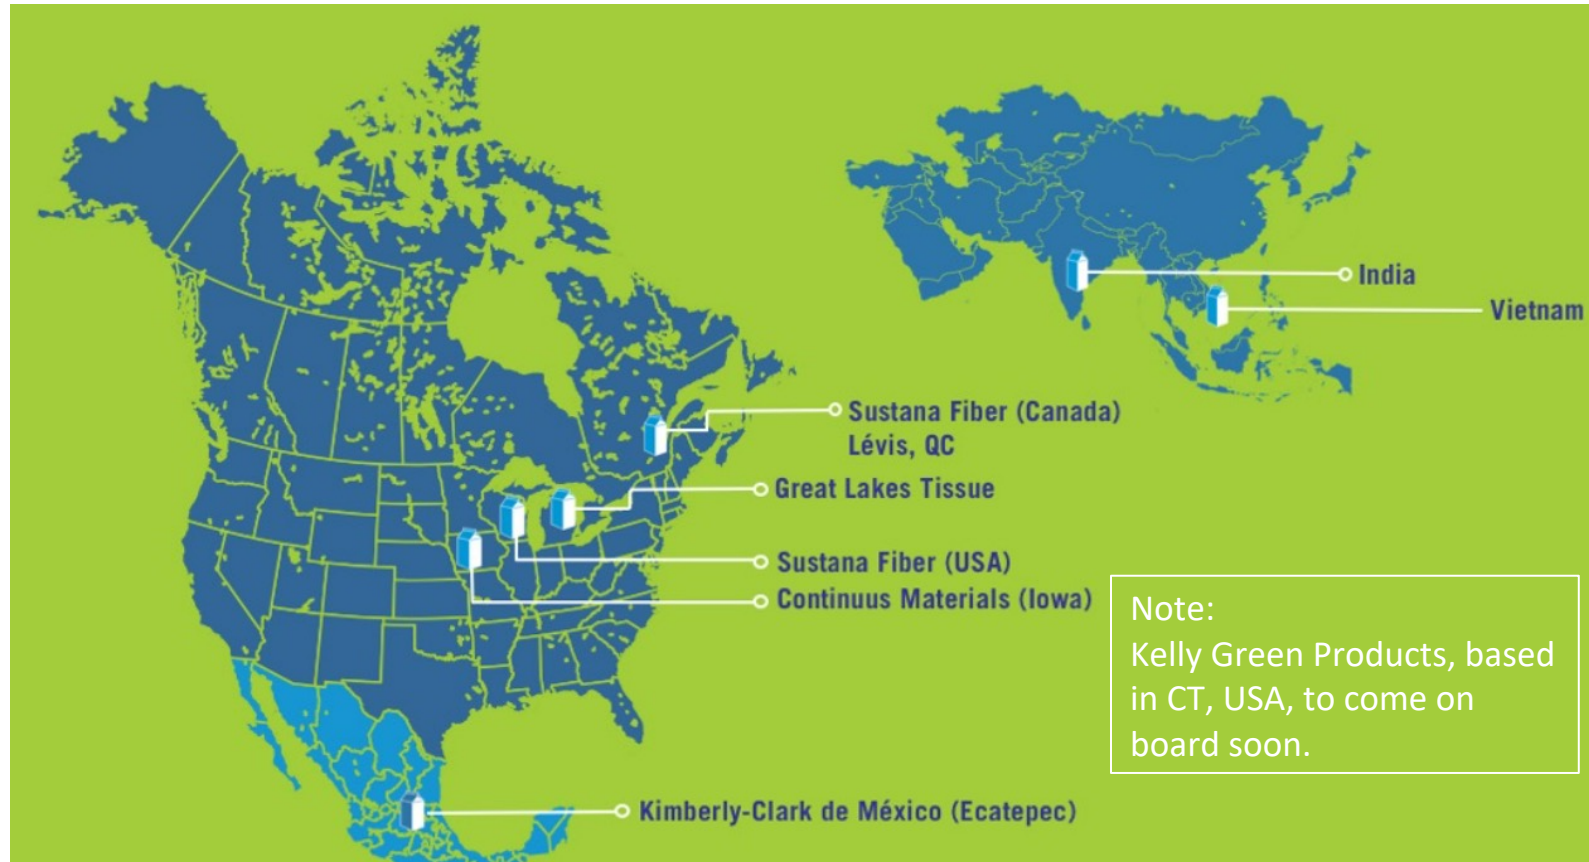 India
Vietnam
Sustana Fiber (Canada)
Lévis, QC
Great Lakes Tissue
Sustana Fiber (USA)
Continuus Materials (Iowa)
Note:
Kelly Green Products, based
in CT, USA, to come on
board soon.
Kimberly-Clark de México (Ecatepec)